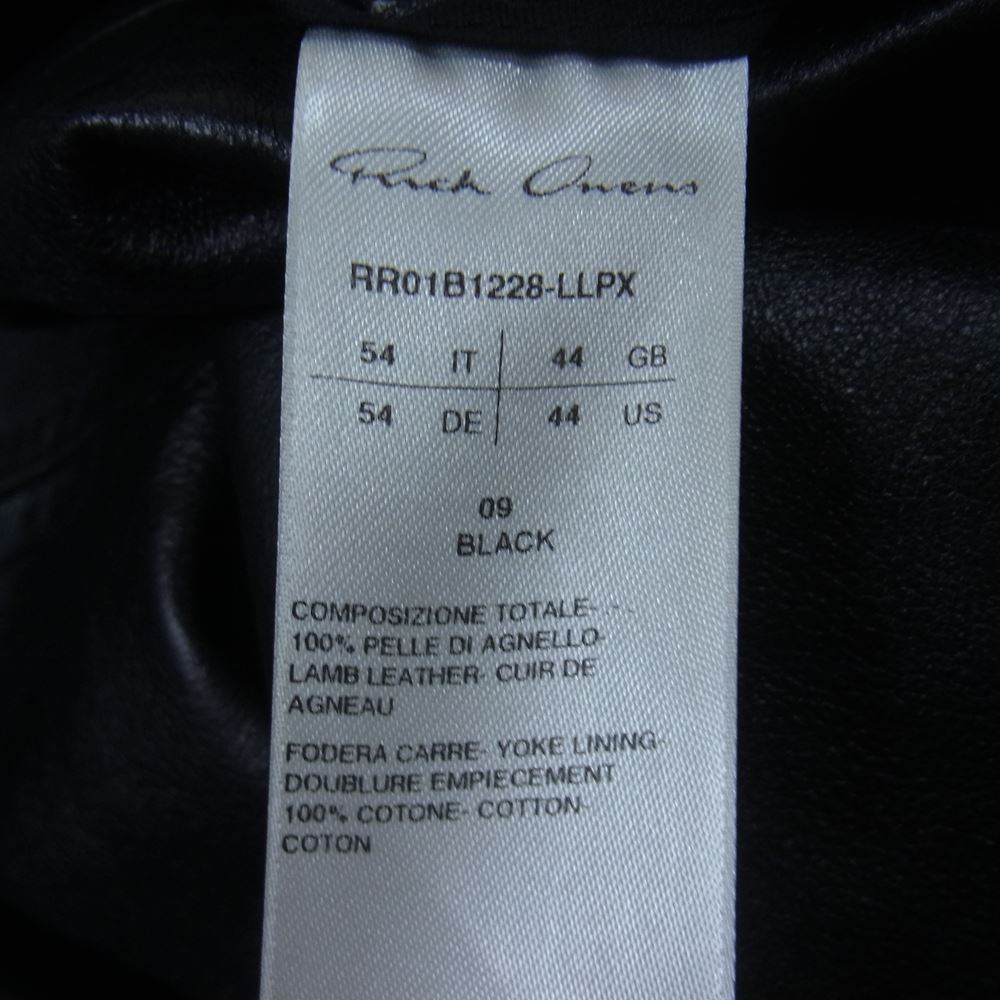 Rick Owens
RR01B1228-LLPX
54 IT 44 GB
54 DE 44 US
09
BLACK
COMPOSIZIONE TOTALE- - -
100% PELLE DI AGNELLO-
LAMB LEATHER- CUIR DE
AGNEAU
FODERA CARRE- YOKE LINING-
DOUBLURE EMPIECEMENT
100% COTONE- COTTON-
COTON